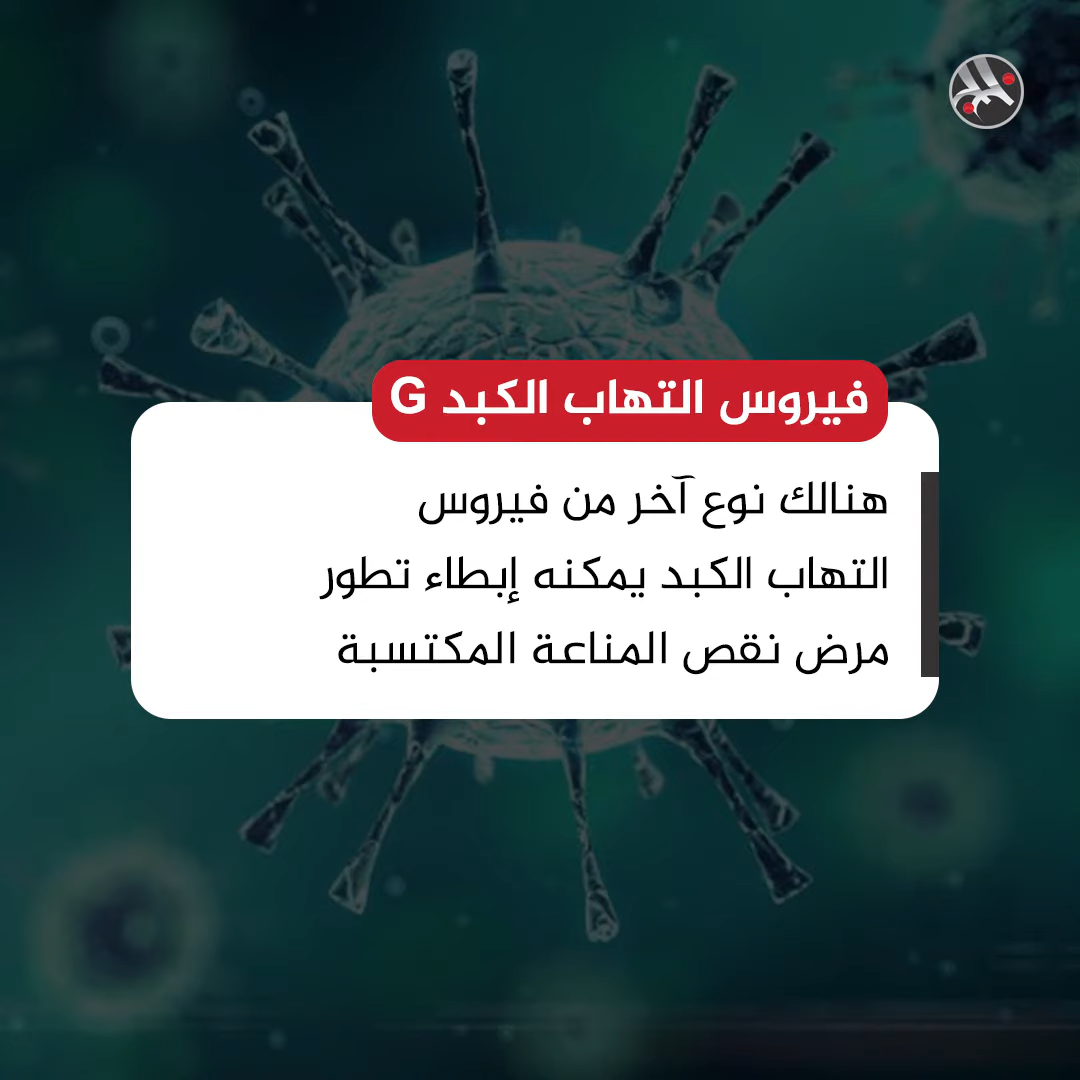 فيروس التهاب الكبد G
هنالك نوع آخر من فيروس
التهاب الكبد يمكنه إبطاء تطور
مرض نقص المناعة المكتسبة